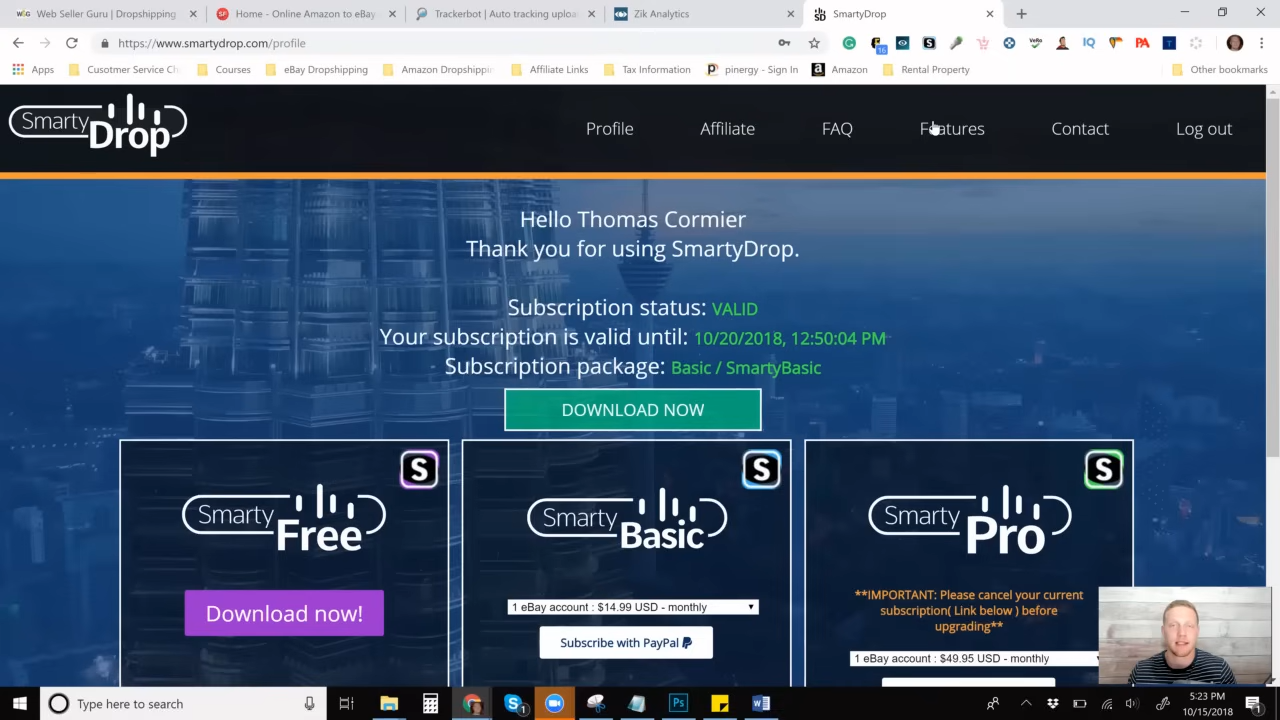 Web Seller Guru | Dropshipping
Home - Online Amazon to eBay
Trackerbot | Auto tracking uploa
Zik Analytics
SmartyDrop
https://www.smartydrop.com/profile
Apps
Cusotmer Service Ch
Courses
eBay Dropshipping
Amazon Dropshippin
Affiliate Links
Tax Information
pinergy - Sign In
Amazon
Rental Property
Other bookmarks
Smarty Drop
Profile
Affiliate
FAQ
Features
Contact
Log out
Hello Thomas Cormier
Thank you for using SmartyDrop.
Subscription status: VALID
Your subscription is valid until: 10/20/2018, 12:50:04 PM
Subscription package: Basic / SmartyBasic
DOWNLOAD NOW
Smarty Free
Download now!
Smarty Basic
1 eBay account : $14.99 USD - monthly
Subscribe with PayPal
Smarty Pro
**IMPORTANT: Please cancel your current
subscription( Link below ) before
upgrading**
1 eBay account : $49.95 USD - monthly
Type here to search
5:23 PM
10/15/2018